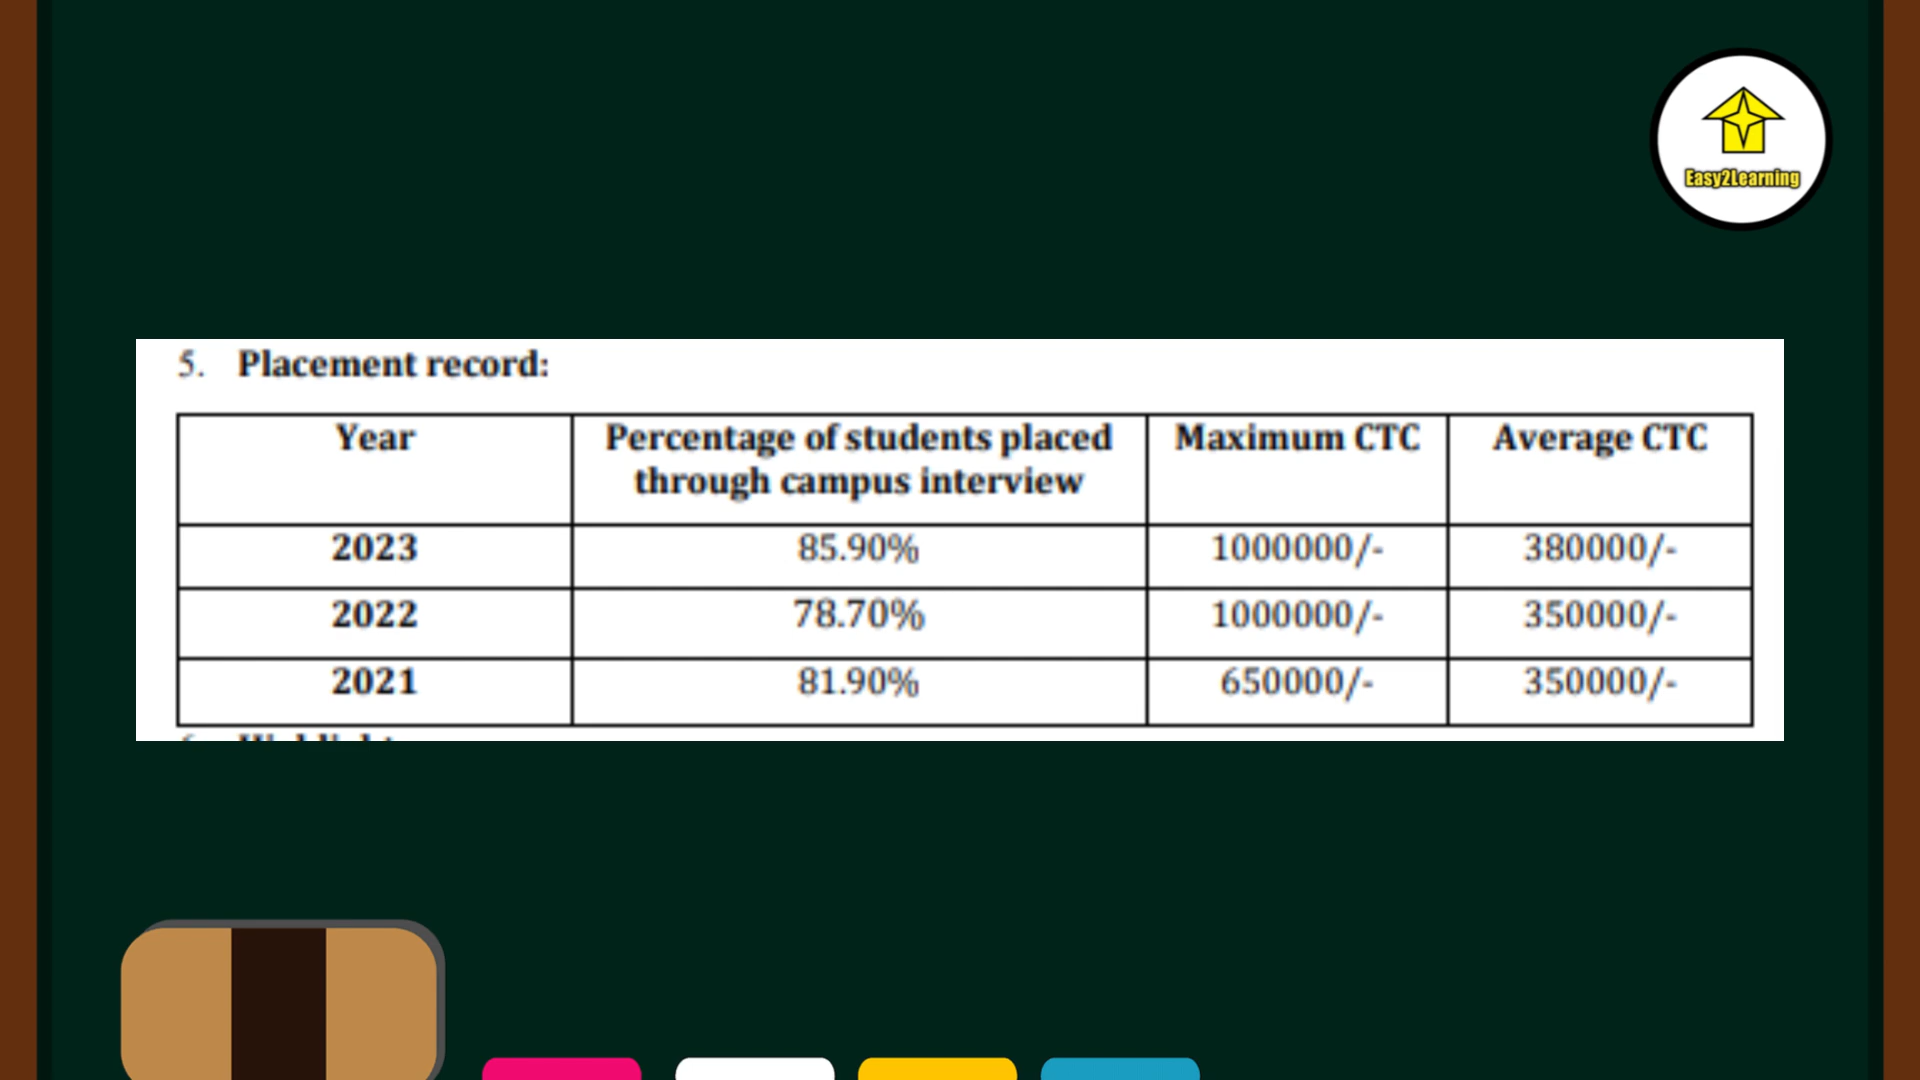 Easy2Learning
5. Placement record:
Year Percentage of students placed through campus interview Maximum CTC Average CTC
2023 85.90% 1000000/- 380000/-
2022 78.70% 1000000/- 350000/-
2021 81.90% 650000/- 350000/-